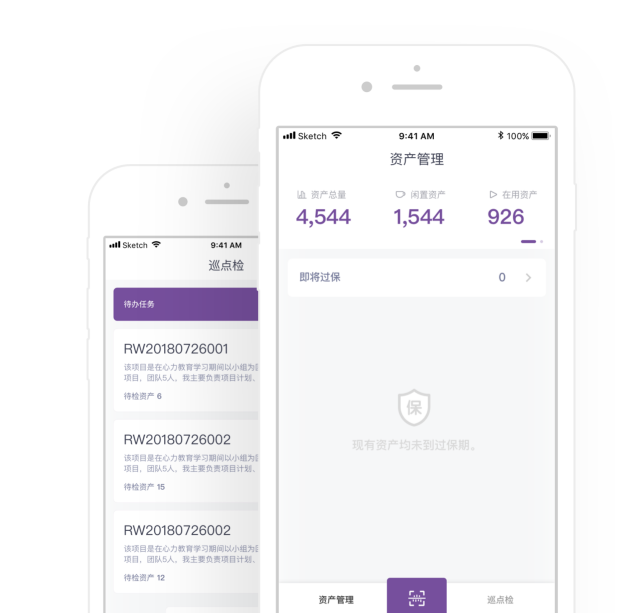 Sketch
9:41 AM
100%
资产管理
资产总量
闲置资产
在用资产
4,544
1,544
926
即将过保
0
保
现有资产均未到过保期。
资产管理
巡点检
Sketch
9:41 AM
巡点检
待办任务
RW20180726001
该项目是在心力教育学习期间以小组为
项目,团队5人,我主要负责项目计划、
待检资产 6
RW20180726002
该项目是在心力教育学习期间以小组为
项目,团队5人,我主要负责项目计划、
待检资产 15
RW20180726002
该项目是在心力教育学习期间以小组为
项目,团队5人,我主要负责项目计划、
待检资产 12